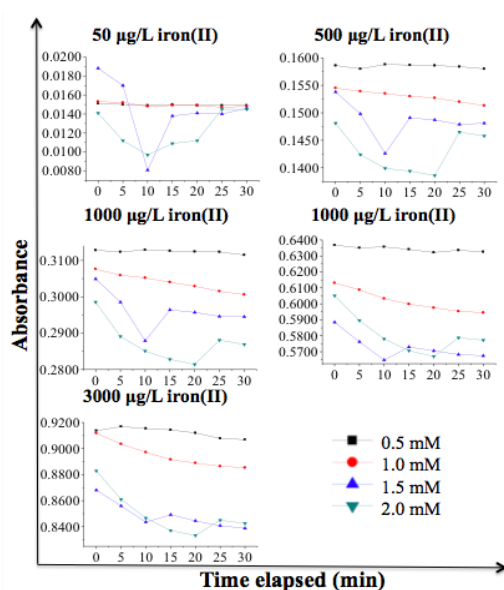 50 µg/L iron(II) 500 µg/L iron(II)
0.0200
0.0180
0.0160
0.0140
0.0120
0.0100
0.0080
0 5 10 15 20 25 30
0.1600
0.1500
0.1400
0 5 10 15 20 25 30
1000 µg/L iron(II) 1000 µg/L iron(II)
0.3100
0.3000
0.2900
0.2800
0 5 10 15 20 25 30
0.6400
0.6300
0.6200
0.6100
0.6000
0.5900
0.5800
0.5700
0 5 10 15 20 25 30
3000 µg/L iron(II)
0.9200
0.9000
0.8800
0.8600
0.8400
0 5 10 15 20 25 30
0.5 mM
1.0 mM
1.5 mM
2.0 mM
Absorbance
Time elapsed (min)